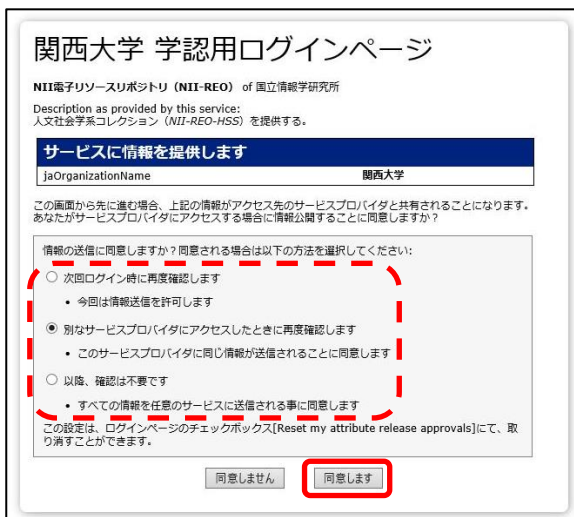 関西大学 学認用ログインページ
NII電子リソースリポジトリ（NII-REO） of 国立情報学研究所
Description as provided by this service:
人文社会学系コレクション（NII-REO-HSS）を提供する。
サービスに情報を提供します
jaOrganizationName 関西大学
この画面から先に進む場合、上記の情報がアクセス先のサービスプロバイダと共有されることになります。
あなたがサービスプロバイダにアクセスする場合に情報公開することに同意しますか？
情報の送信に同意しますか？同意される場合は以下の方法を選択してください:
次回ログイン時に再度確認します
• 今回は情報送信を許可します
別なサービスプロバイダにアクセスしたときに再度確認します
• このサービスプロバイダに同じ情報が送信されることに同意します
以降、確認は不要です
• すべての情報を任意のサービスに送信される事に同意します
この設定は、ログインページのチェックボックス[Reset my attribute release approvals]にて、取
り消すことができます。
同意しません 同意します